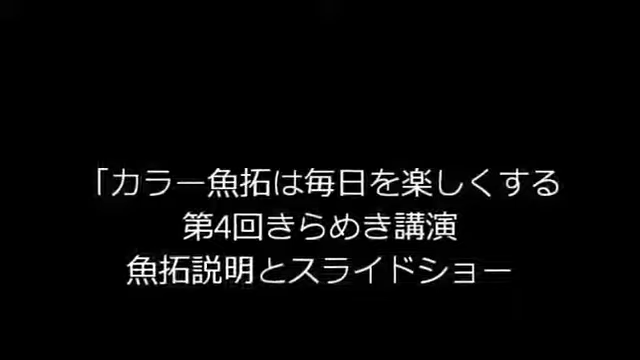 「カラー魚拓は毎日を楽しくする
第4回きらめき講演
魚拓説明とスライドショー